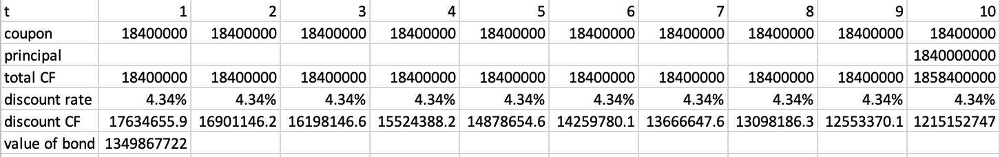 t 1 2 3 4 5 6 7 8 9 10
coupon 18400000 18400000 18400000 18400000 18400000 18400000 18400000 18400000 18400000 18400000
principal 1840000000
total CF 18400000 18400000 18400000 18400000 18400000 18400000 18400000 18400000 18400000 1858400000
discount rate 4.34% 4.34% 4.34% 4.34% 4.34% 4.34% 4.34% 4.34% 4.34% 4.34%
discount CF 17634655.9 16901146.2 16198146.6 15524388.2 14878654.6 14259780.1 13666647.6 13098186.3 12553370.1 1215152747
value of bond 1349867722